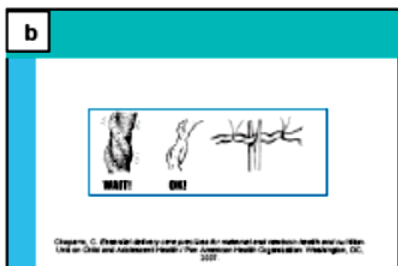 b
WAIT! OK!
Chaparro, C. Essential delivery care practices for maternal and newborn health and nutrition.
Unit on Child and Adolescent Health / Pan American Health Organization: Washington, DC,
2007.